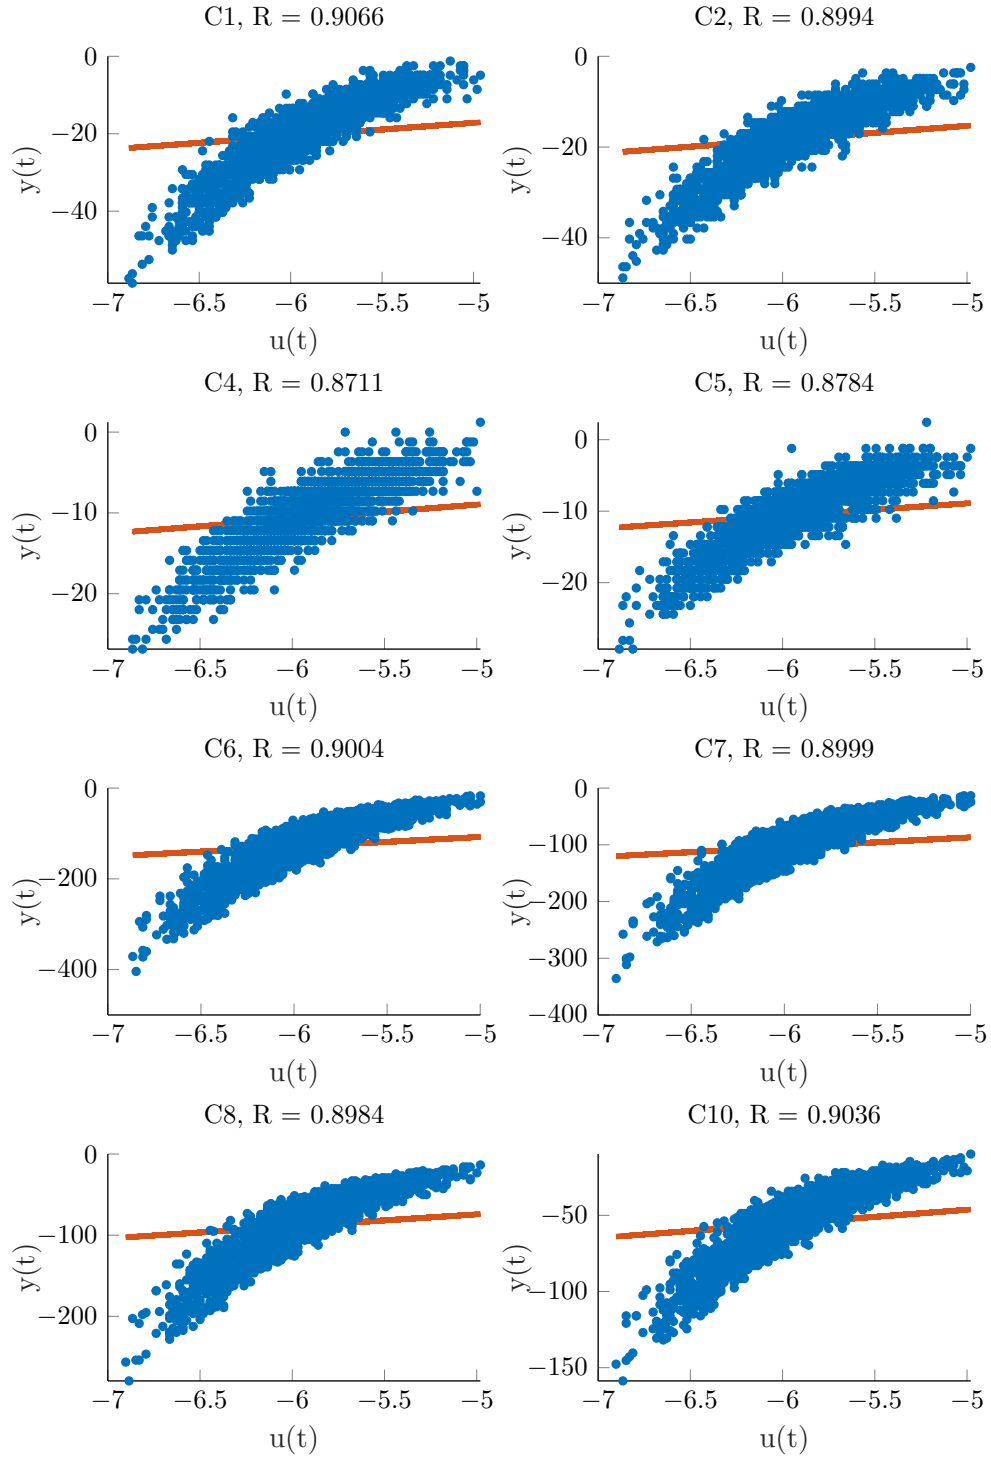 C1, R = 0.9066
C2, R = 0.8994
0
−20
−40
y(t)
−7
−6.5
−6
−5.5
−5
u(t)
0
−20
−40
y(t)
−7
−6.5
−6
−5.5
−5
u(t)
C4, R = 0.8711
C5, R = 0.8784
0
−10
−20
y(t)
−7
−6.5
−6
−5.5
−5
u(t)
0
−10
−20
y(t)
−7
−6.5
−6
−5.5
−5
u(t)
C6, R = 0.9004
C7, R = 0.8999
0
−200
−400
y(t)
−7
−6.5
−6
−5.5
−5
u(t)
0
−100
−200
−300
−400
y(t)
−7
−6.5
−6
−5.5
−5
u(t)
C8, R = 0.8984
C10, R = 0.9036
0
−100
−200
y(t)
−7
−6.5
−6
−5.5
−5
u(t)
−50
−100
−150
y(t)
−7
−6.5
−6
−5.5
−5
u(t)